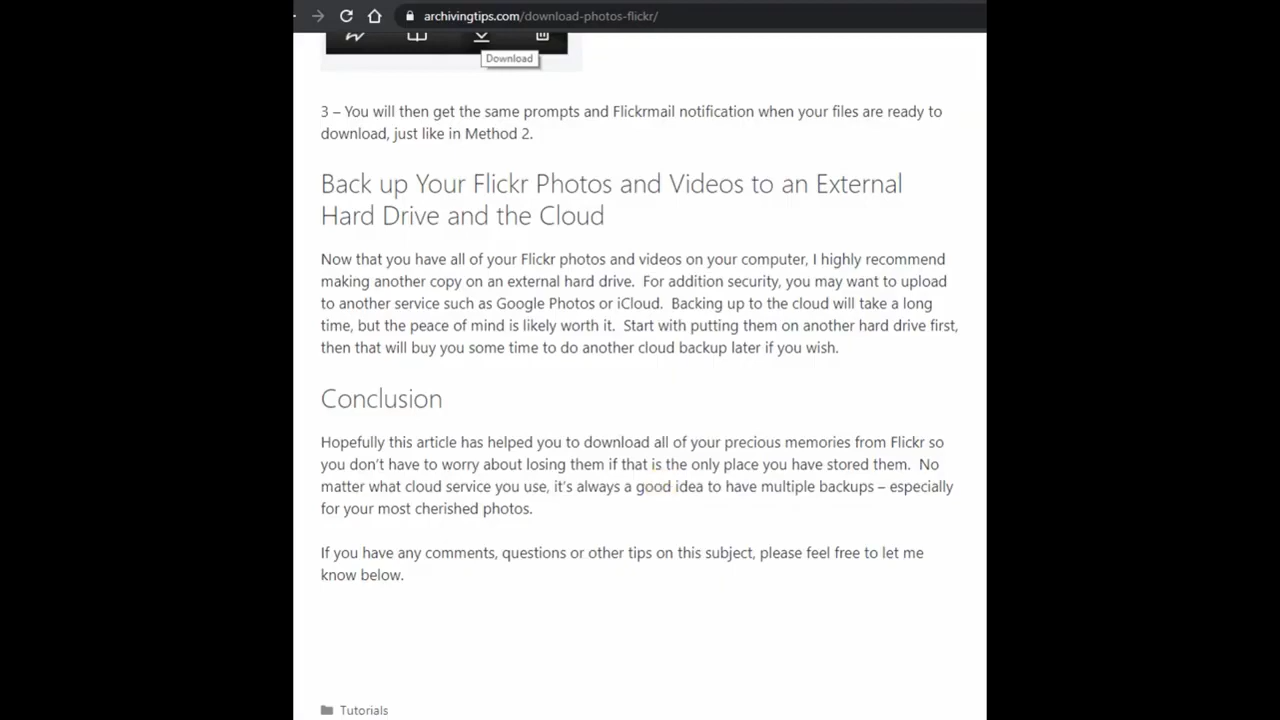 archivingtips.com/download-photos-flickr/
Download
3 – You will then get the same prompts and Flickrmail notification when your files are ready to
download, just like in Method 2.
Back up Your Flickr Photos and Videos to an External
Hard Drive and the Cloud
Now that you have all of your Flickr photos and videos on your computer, I highly recommend
making another copy on an external hard drive.  For addition security, you may want to upload
to another service such as Google Photos or iCloud.  Backing up to the cloud will take a long
time, but the peace of mind is likely worth it.  Start with putting them on another hard drive first,
then that will buy you some time to do another cloud backup later if you wish.
Conclusion
Hopefully this article has helped you to download all of your precious memories from Flickr so
you don’t have to worry about losing them if that is the only place you have stored them.  No
matter what cloud service you use, it’s always a good idea to have multiple backups – especially
for your most cherished photos.
If you have any comments, questions or other tips on this subject, please feel free to let me
know below.
Tutorials